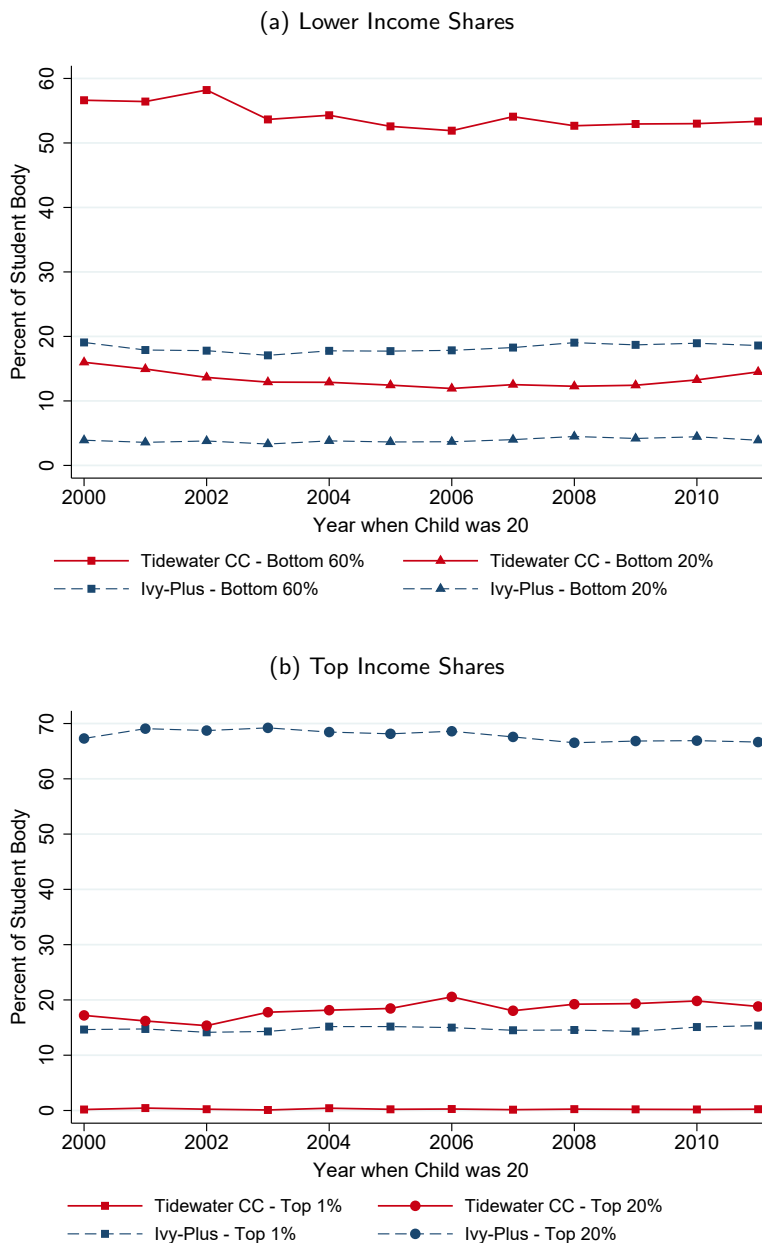 (a) Lower Income Shares
60
50
40
30
20
10
0
Percent of Student Body
2000 2002 2004 2006 2008 2010
Year when Child was 20
Tidewater CC - Bottom 60% Tidewater CC - Bottom 20%
Ivy-Plus - Bottom 60% Ivy-Plus - Bottom 20%
(b) Top Income Shares
70
60
50
40
30
20
10
0
Percent of Student Body
2000 2002 2004 2006 2008 2010
Year when Child was 20
Tidewater CC - Top 1% Tidewater CC - Top 20%
Ivy-Plus - Top 1% Ivy-Plus - Top 20%